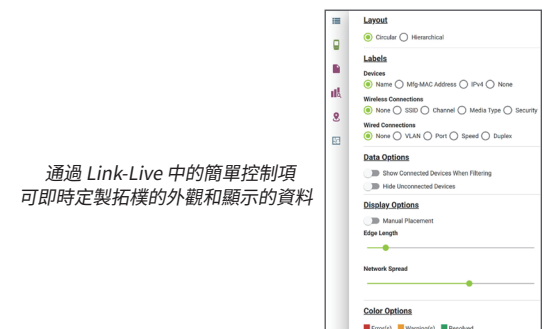 通過 Link-Live 中的簡單控制項
可即時定製拓樸的外觀和顯示的資料
Layout
Circular Hierarchical
Labels
Devices
Name Mfg-MAC Address IPv4 None
Wireless Connections
None SSID Channel Media Type Security
Wired Connections
None VLAN Port Speed Duplex
Data Options
Show Connected Devices When Filtering
Hide Unconnected Devices
Display Options
Manual Placement
Edge Length
Network Spread
Color Options
Error(s) Warning(s) Resolved